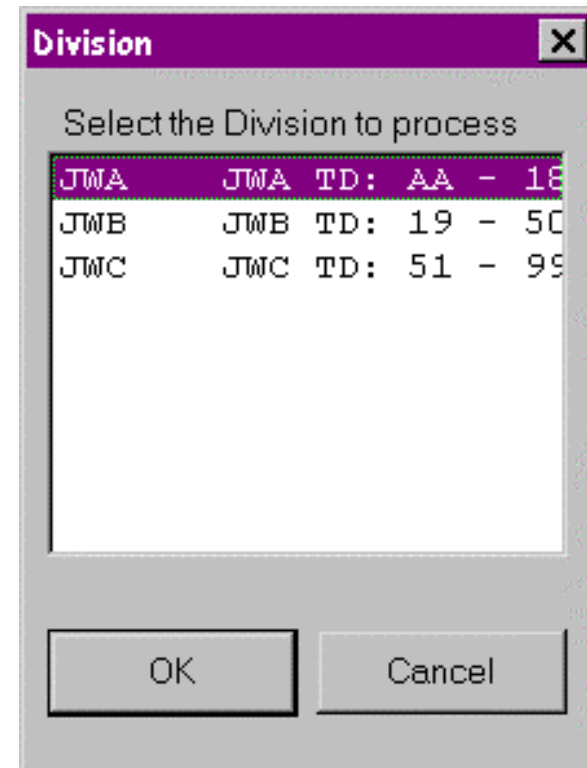 Division
Select the Division to process
JWA JWA TD: AA - 18
JWB JWB TD: 19 - 50
JWC JWC TD: 51 - 99
OK Cancel